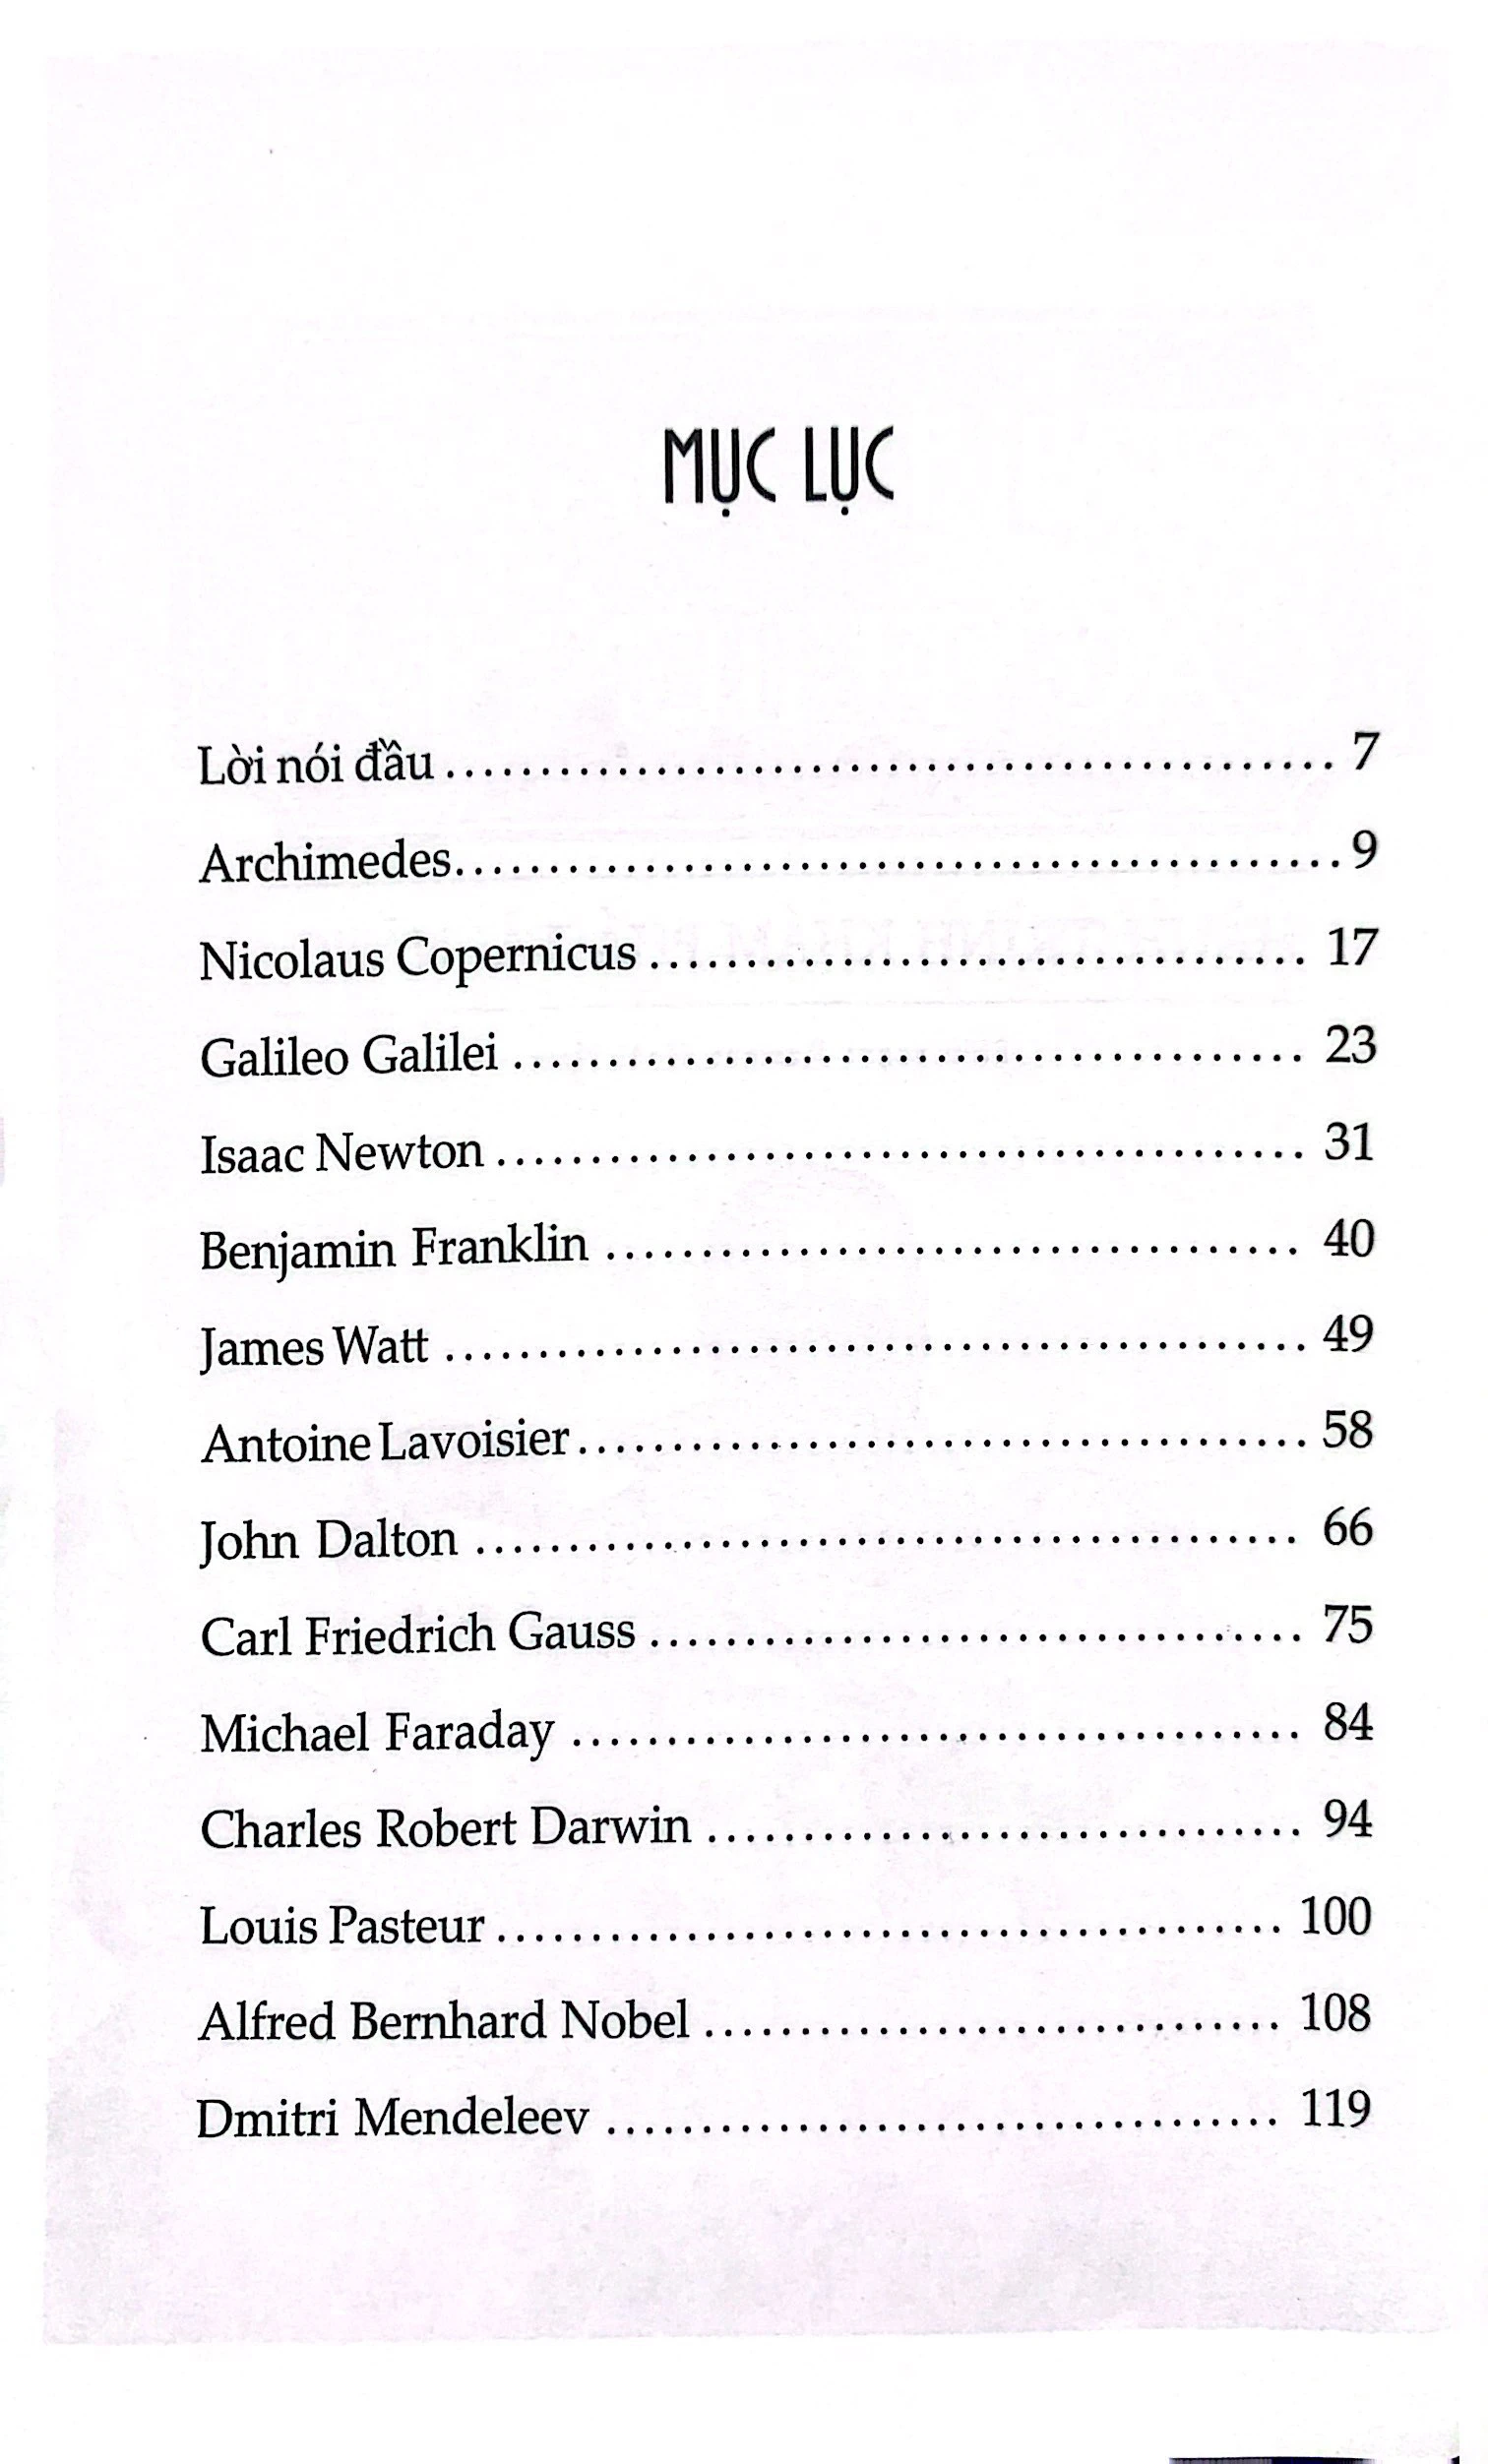 MỤC LỤC
Lời nói đầu ................................................ 7
Archimedes................................................ 9
Nicolaus Copernicus ................................... 17
Galileo Galilei .......................................... 23
Isaac Newton ........................................... 31
Benjamin Franklin ..................................... 40
James Watt .............................................. 49
Antoine Lavoisier....................................... 58
John Dalton ............................................ 66
Carl Friedrich Gauss ................................... 75
Michael Faraday ....................................... 84
Charles Robert Darwin ................................ 94
Louis Pasteur .......................................... 100
Alfred Bernhard Nobel ............................... 108
Dmitri Mendeleev .................................... 119